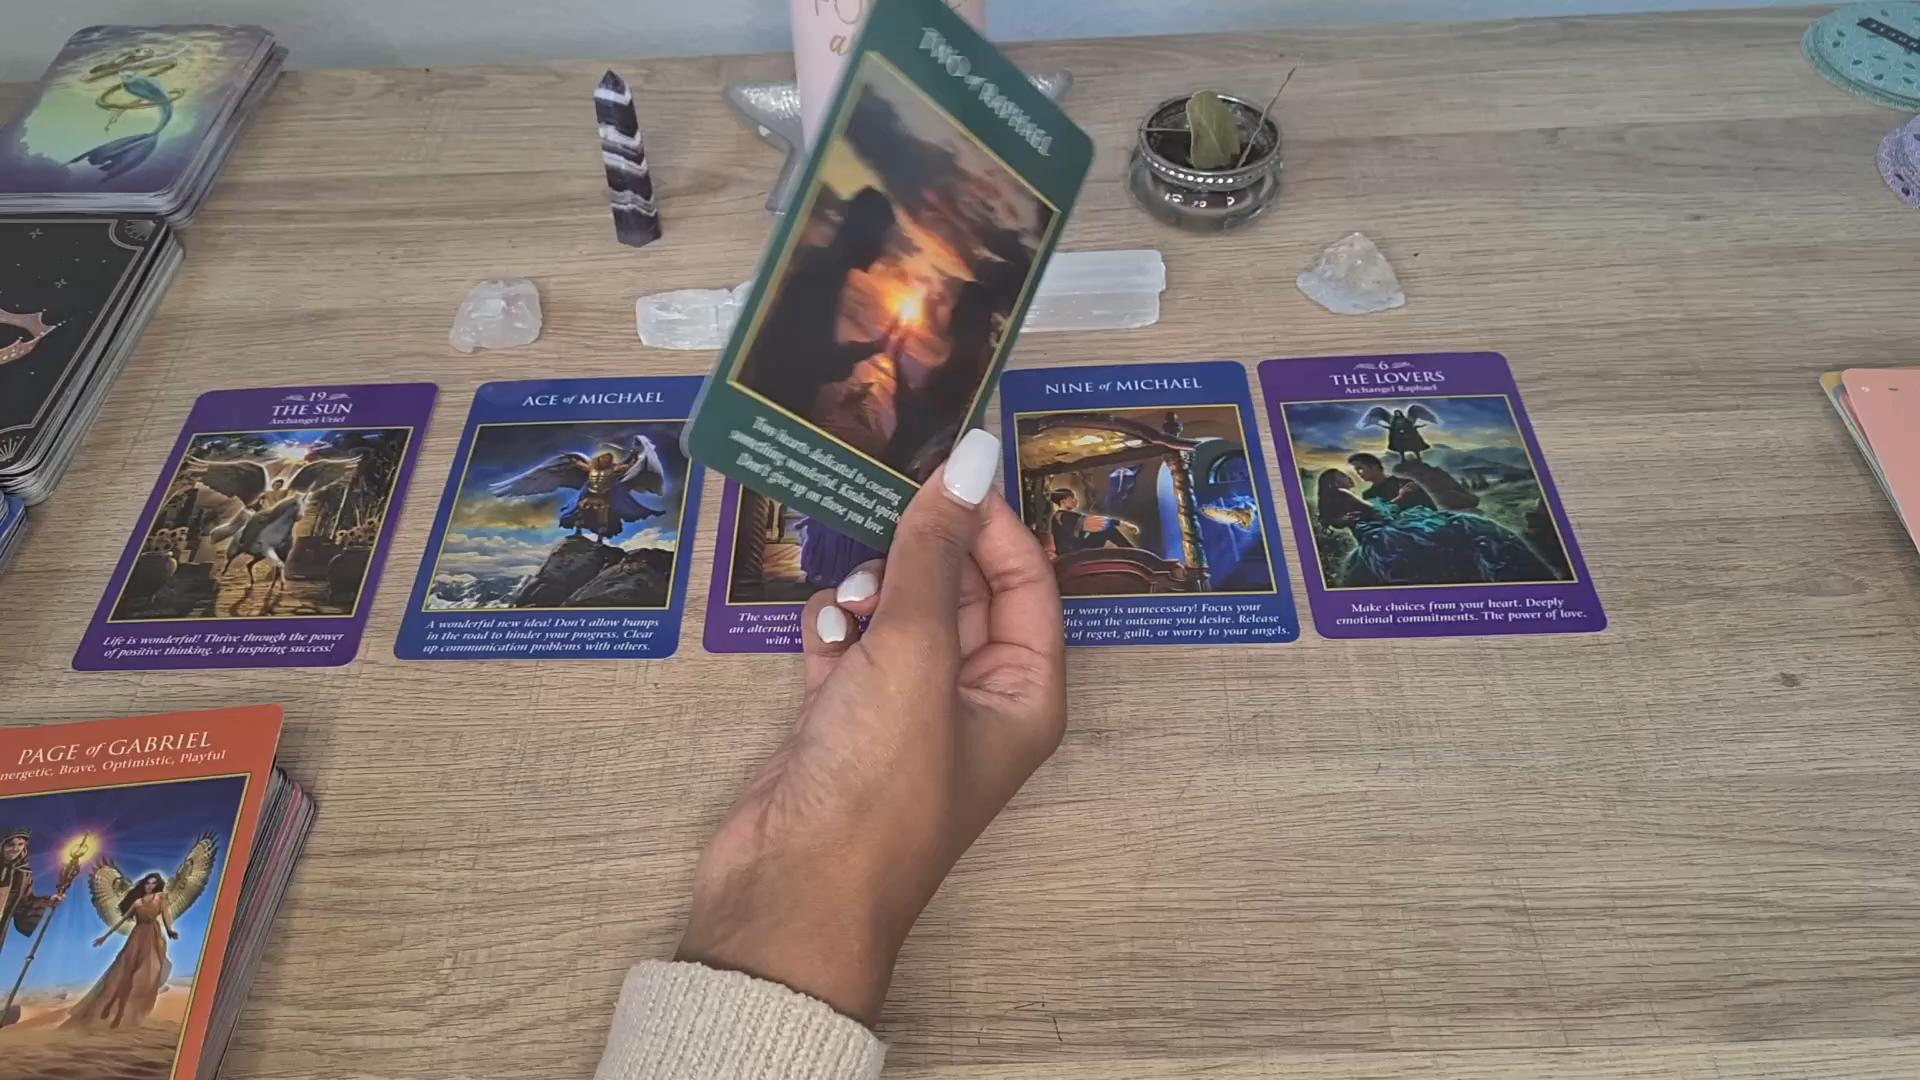 TWO of RAPHAEL
Two hearts dedicated to creating
something wonderful. Kindred spirits.
Don't give up on those you love.
19
THE SUN
Archangel Uriel
Life is wonderful! Thrive through the power
of positive thinking. An inspiring success!
ACE of MICHAEL
A wonderful new idea! Don't allow bumps
in the road to hinder your progress. Clear
up communication problems with others.
The search
an alternativ
with w
NINE of MICHAEL
ur worry is unnecessary! Focus your
hts on the outcome you desire. Release
s of regret, guilt, or worry to your angels.
6
THE LOVERS
Archangel Raphael
Make choices from your heart. Deeply
emotional commitments. The power of love.
PAGE of GABRIEL
nergetic, Brave, Optimistic, Playful